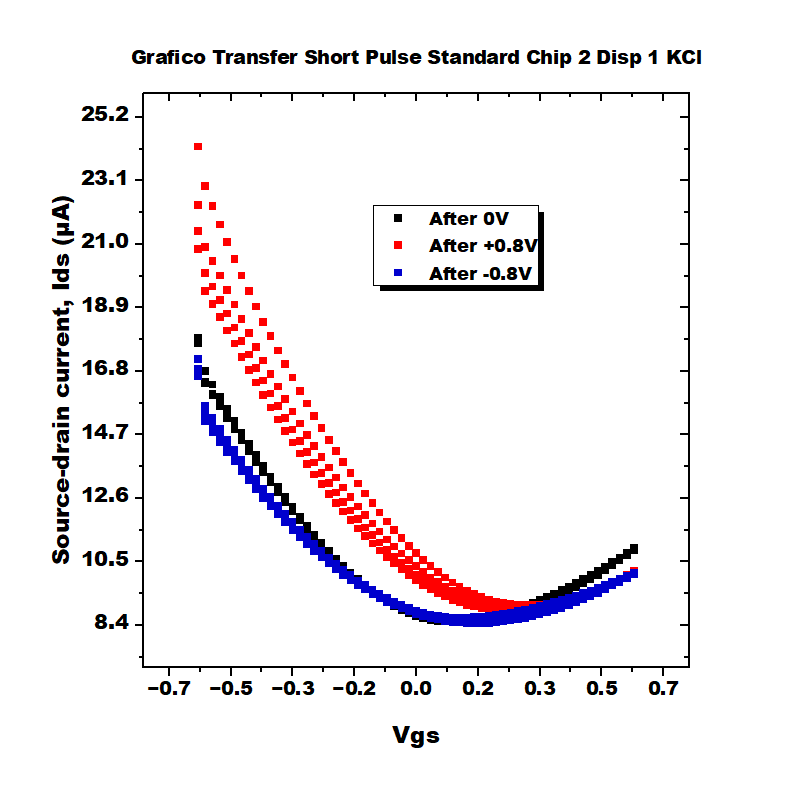 Grafico Transfer Short Pulse Standard Chip 2 Disp 1 KCl
25.2
23.1
21.0
18.9
16.8
14.7
12.6
10.5
8.4
Source-drain current, Ids (µA)
After 0V
After +0.8V
After -0.8V
−0.7 −0.5 −0.3 −0.2 0.0 0.2 0.3 0.5 0.7
Vgs